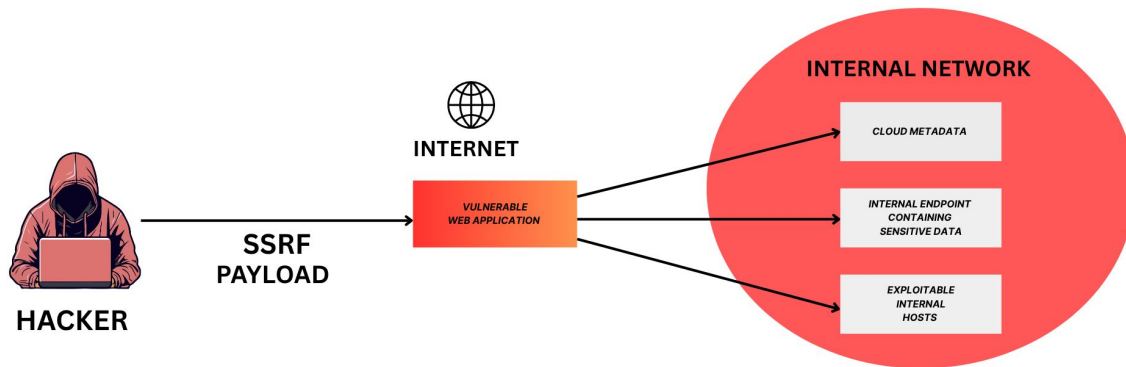 HACKER
SSRF
PAYLOAD
INTERNET
VULNERABLE
WEB APPLICATION
INTERNAL NETWORK
CLOUD METADATA
INTERNAL ENDPOINT
CONTAINING
SENSITIVE DATA
EXPLOITABLE
INTERNAL
HOSTS